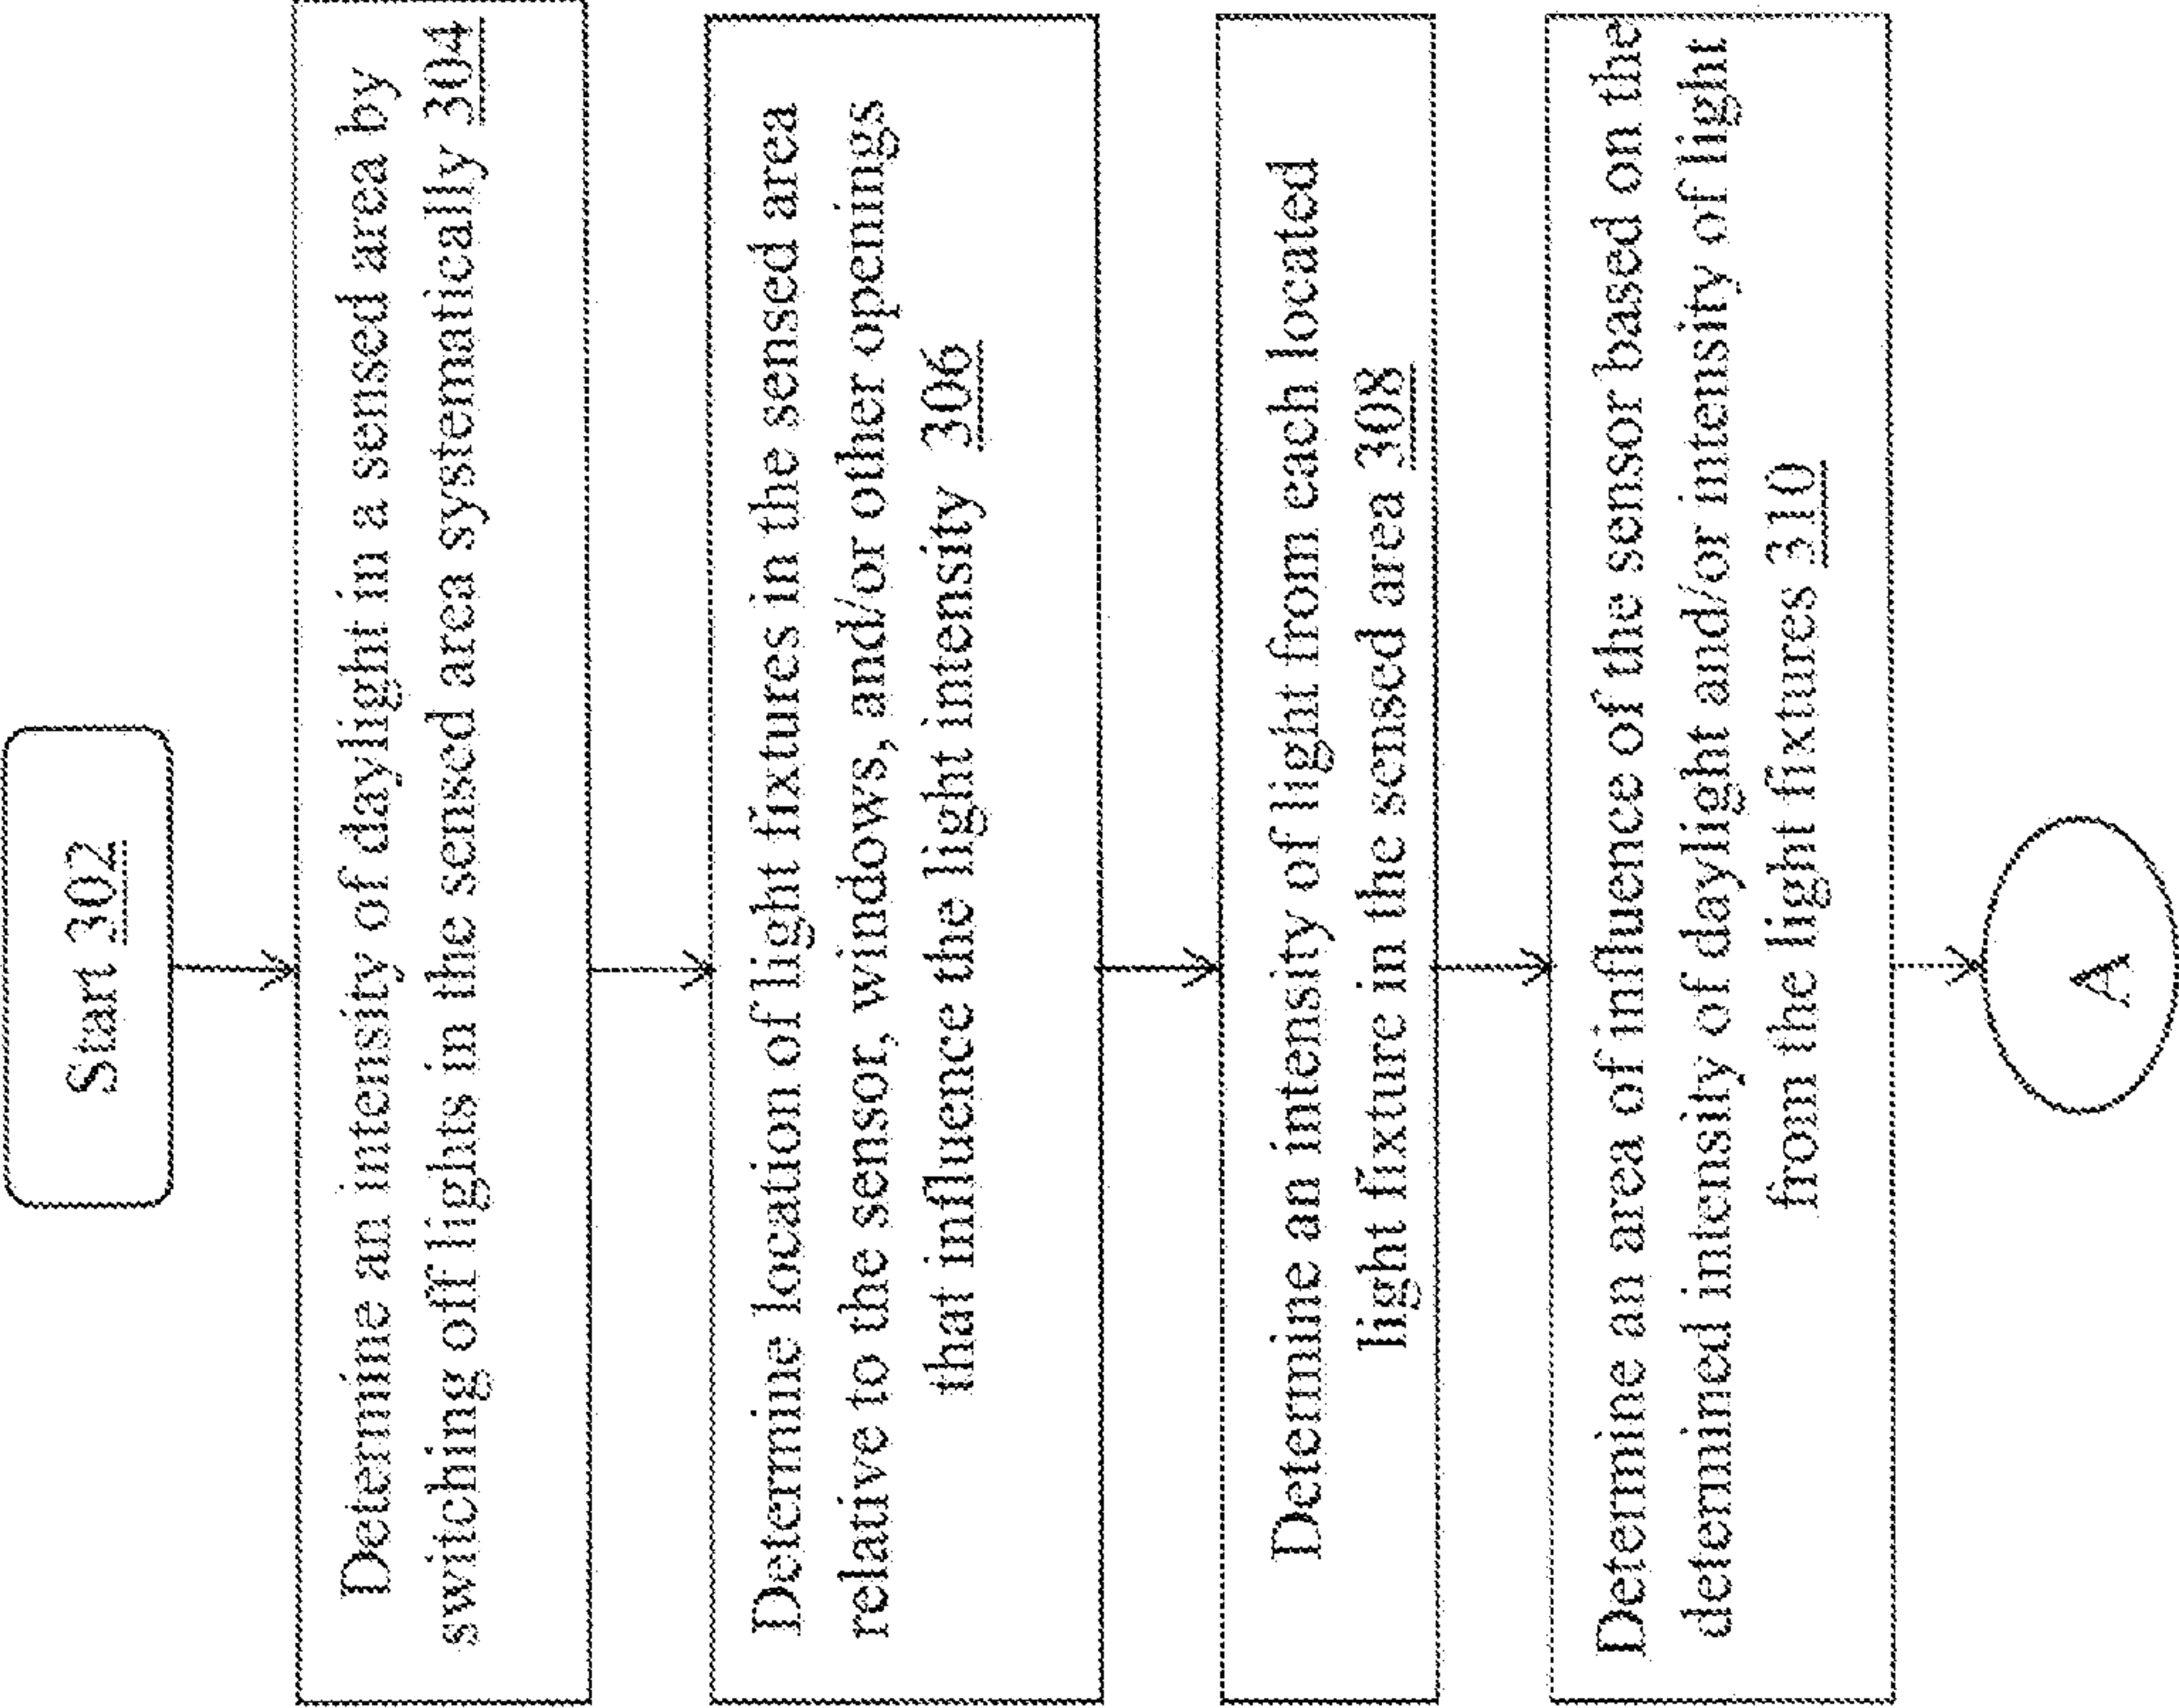 Start 302
Determine an intensity of daylight in a sensed area by
switching off lights in the sensed area systematically 304
Determine location of light fixtures in the sensed area
relative to the sensor, windows, and/or other openings
that influence the light intensity 306
Determine an intensity of light from each located
light fixture in the sensed area 308
Determine an area of influence of the sensor based on the
determined intensity of daylight and/or intensity of light
from the light fixtures 310
A